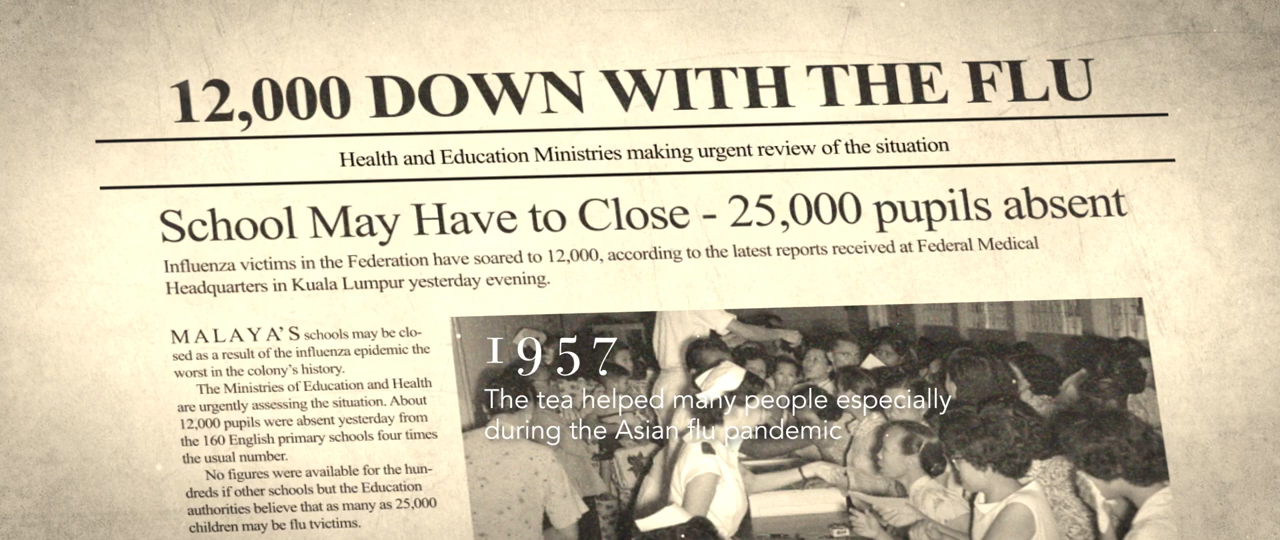 12,000 DOWN WITH THE FLU
Health and Education Ministries making urgent review of the situation
School May Have to Close - 25,000 pupils absent
Influenza victims in the Federation have soared to 12,000, according to the latest reports received at Federal Medical
Headquarters in Kuala Lumpur yesterday evening.
MALAYA'S schools may be clo-
sed as a result of the influenza epidemic the
worst in the colony's history.
The Ministries of Education and Health
are urgently assessing the situation. About
12,000 pupils were absent yesterday from
the 160 English primary schools four times
the usual number.
No figures were available for the hun-
dreds if other schools but the Education
authorities believe that as many as 25,000
children may be flu tvictims.
1957
The tea helped many people especially
during the Asian flu pandemic